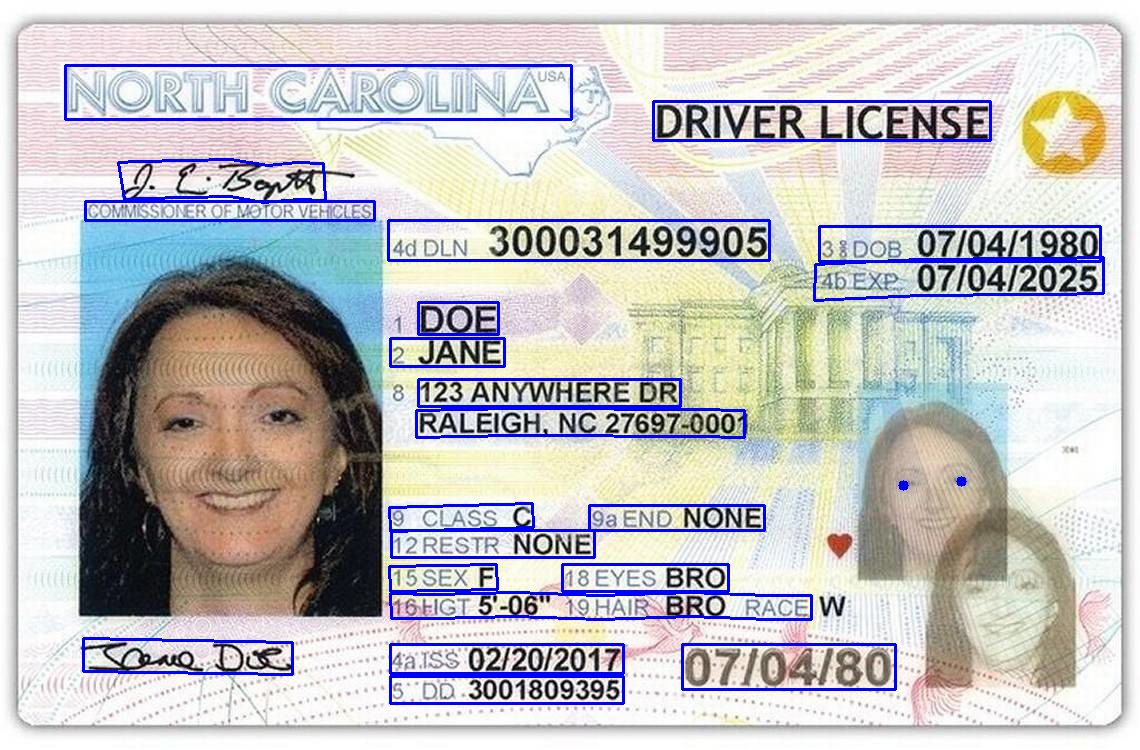 NORTH CAROLINA USA
DRIVER LICENSE
J. E. Boyette
COMMISSIONER OF MOTOR VEHICLES
4d DLN 300031499905
3 DOB 07/04/1980
4b EXP 07/04/2025
1 DOE
2 JANE
8 123 ANYWHERE DR
RALEIGH, NC 27697-0001
9 CLASS C 9a END NONE
12 RESTR NONE
15 SEX F 18 EYES BRO
16 HGT 5'-06" 19 HAIR BRO RACE W
Jane Doe
4a ISS 02/20/2017
07/04/80
5 DD 3001809395